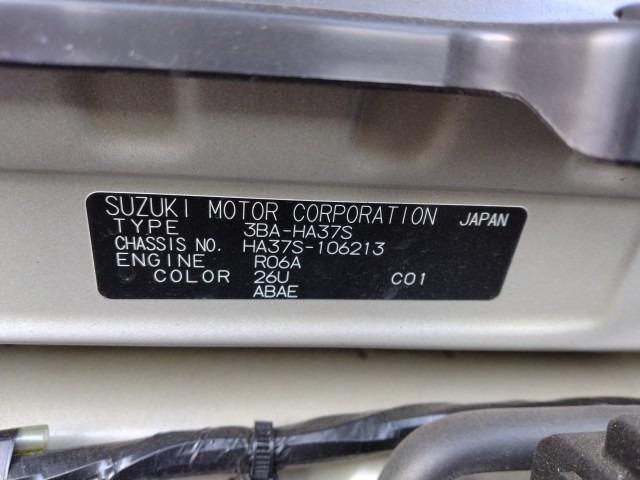 SUZUKI MOTOR CORPORATION JAPAN
TYPE 3BA-HA37S
CHASSIS NO. HA37S-106213
ENGINE R06A
COLOR 26U C01
ABAE